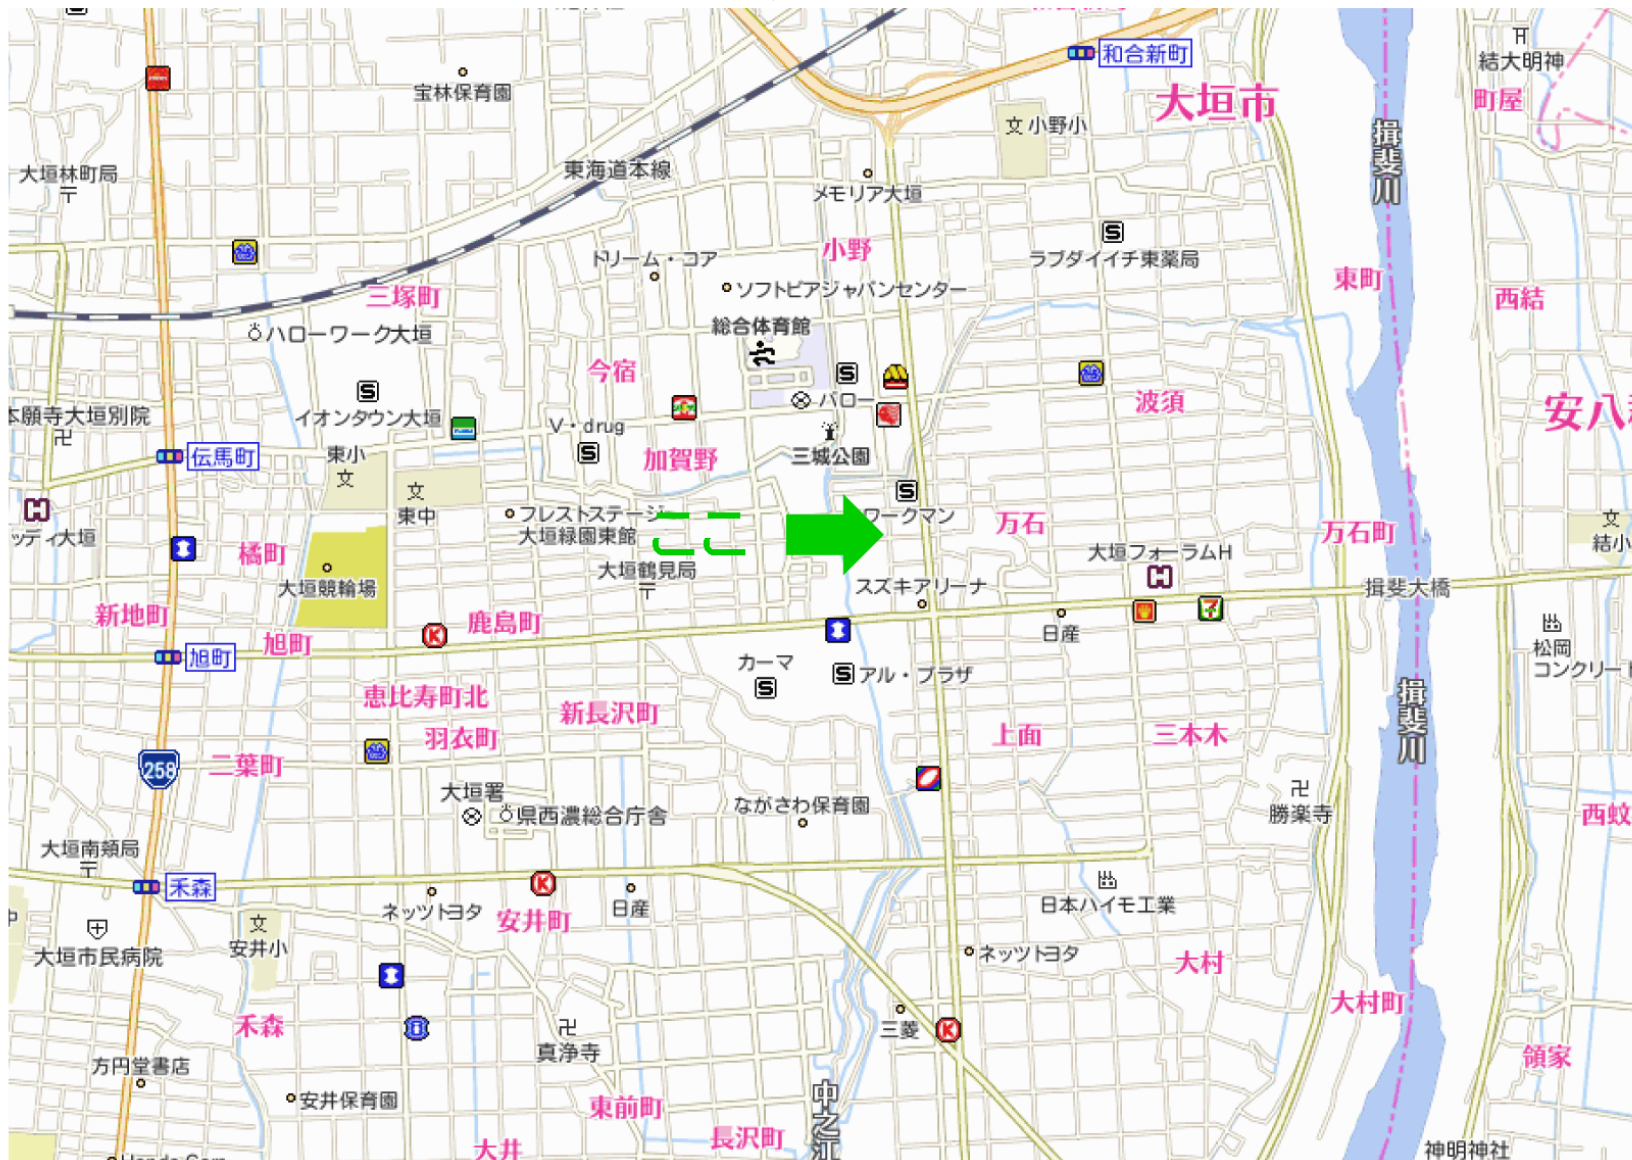 和合新町
結大明神
大垣市
町屋
宝林保育園
小野小
揖斐川
東海道本線
大垣林町局
メモリア大垣
小野
ラブダイイチ東薬局
ドリーム・コア
東町
三塚町
ソフトピアジャパンセンター
西結
総合体育館
ハローワーク大垣
今宿
バロー
波須
本願寺大垣別院
イオンタウン大垣
V・drug
安八
伝馬町
東小
加賀野
三城公園
東中
フレストステージ
大垣緑園東館
ここ
ワークマン
万石
万石町
ッディ大垣
橘町
大垣フォーラムH
結小
大垣競輪場
大垣鶴見局
スズキアリーナ
揖斐大橋
新地町
旭町
鹿島町
日産
旭町
松岡
コンクリート
カーマ
アル・プラザ
恵比寿町北
新長沢町
羽衣町
上面
三本木
揖斐川
258
二葉町
大垣署
県西濃総合庁舎
ながさわ保育園
勝楽寺
西蚊
大垣南頬局
禾森
ネッツトヨタ
安井町
日産
日本ハイモ工業
安井小
大垣市民病院
ネッツトヨタ
大村
大村町
禾森
三菱
真浄寺
方円堂書店
領家
安井保育園
東前町
中之江
大井
長沢町
神明神社